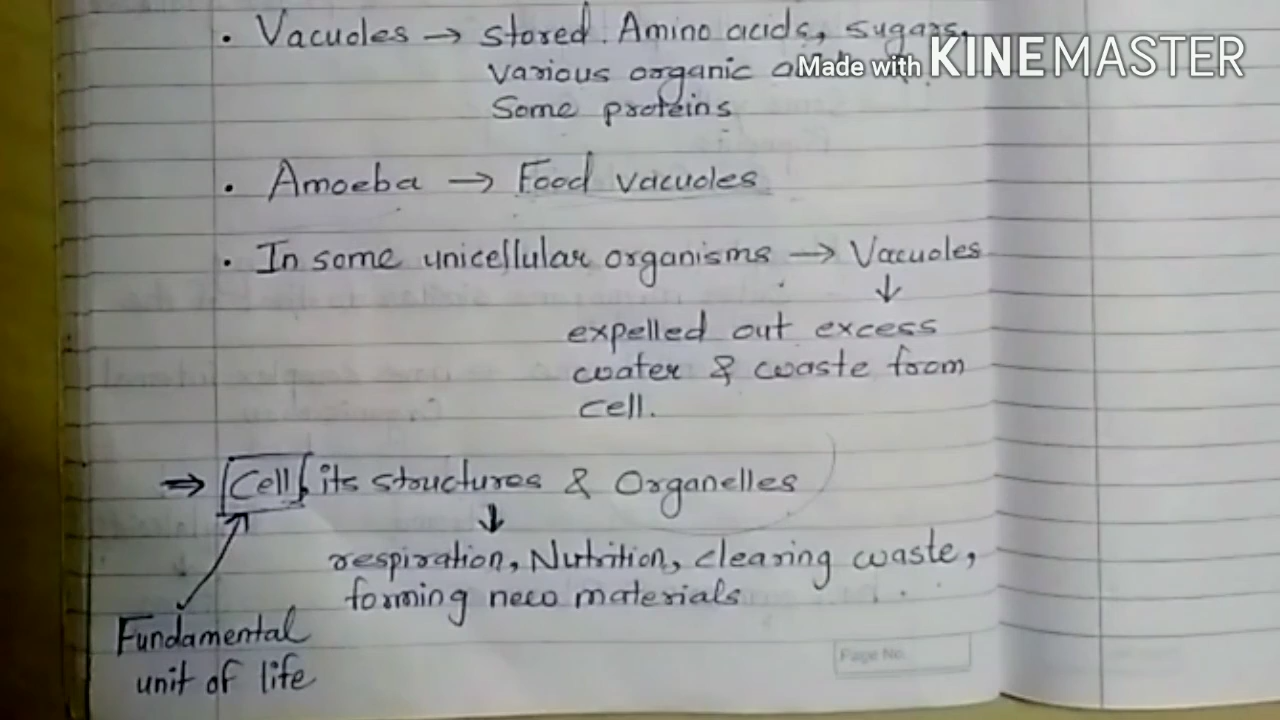 • Vacuoles → stored Amino acids, sugars,
various organic
Made with KINEMASTER
Some proteins
• Amoeba → Food vacuoles
• In some unicellular organisms → Vacuoles
↓
expelled out excess
water & waste from
cell.
⇒ Cell, its structures & Organelles
↓
respiration, Nutrition, clearing waste,
forming new materials
Fundamental
unit of life
Page No.